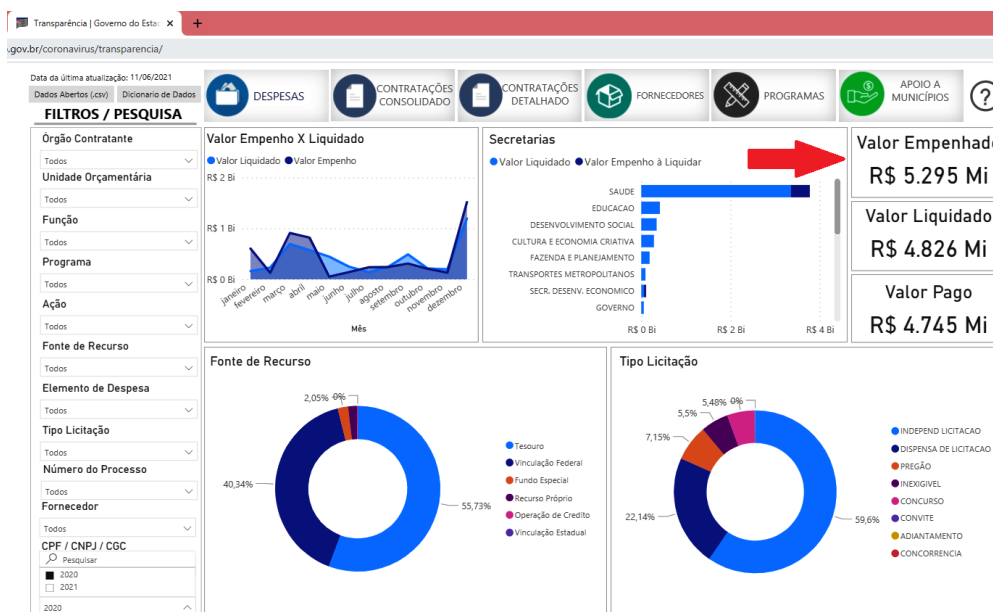 Transparência | Governo do Estac
.gov.br/coronavirus/transparencia/
Data da última atualização: 11/06/2021
Dados Abertos (.csv) Dicionario de Dados
FILTROS / PESQUISA
DESPESAS
CONTRATAÇÕES
CONSOLIDADO
CONTRATAÇÕES
DETALHADO
FORNECEDORES
PROGRAMAS
APOIO A
MUNICÍPIOS
?
Órgão Contratante
Todos
Unidade Orçamentária
Todos
Função
Todos
Programa
Todos
Ação
Todos
Fonte de Recurso
Todos
Elemento de Despesa
Todos
Tipo Licitação
Todos
Número do Processo
Todos
Fornecedor
Todos
CPF / CNPJ / CGC
Pesquisar
2020
2021
2020
Valor Empenho X Liquidado
Valor Liquidado Valor Empenho
R$ 2 Bi
R$ 1 Bi
R$ 0 Bi
janeiro
fevereiro
março
abril
maio
junho
julho
agosto
setembro
outubro
novembro
dezembro
Mês
Secretarias
Valor Liquidado Valor Empenho à Liquidar
SAUDE
EDUCACAO
DESENVOLVIMENTO SOCIAL
CULTURA E ECONOMIA CRIATIVA
FAZENDA E PLANEJAMENTO
TRANSPORTES METROPOLITANOS
SECR. DESENV. ECONOMICO
GOVERNO
R$ 0 Bi R$ 2 Bi R$ 4 Bi
Valor Empenhado
R$ 5.295 Mi
Valor Liquidado
R$ 4.826 Mi
Valor Pago
R$ 4.745 Mi
Fonte de Recurso
2,05% 0%
40,34%
55,73%
Tesouro
Vinculação Federal
Fundo Especial
Recurso Próprio
Operação de Credito
Vinculação Estadual
Tipo Licitação
5,48% 0%
5,5%
7,15%
22,14%
59,6%
INDEPEND LICITACAO
DISPENSA DE LICITACAO
PREGÃO
INEXIGIVEL
CONCURSO
CONVITE
ADIANTAMENTO
CONCORRENCIA